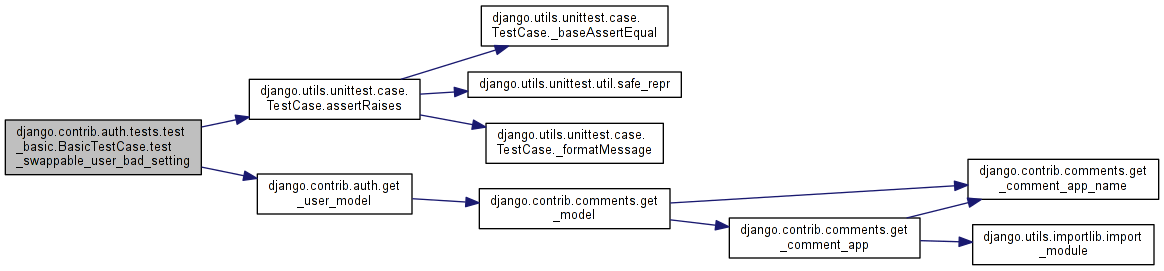 django.utils.unittest.case.
TestCase._baseAssertEqual
django.utils.unittest.case.
TestCase.assertRaises
django.utils.unittest.util.safe_repr
django.contrib.auth.tests.test
_basic.BasicTestCase.test
_swappable_user_bad_setting
django.utils.unittest.case.
TestCase._formatMessage
django.contrib.auth.get
_user_model
django.contrib.comments.get
_model
django.contrib.comments.get
_comment_app_name
django.contrib.comments.get
_comment_app
django.utils.importlib.import
_module